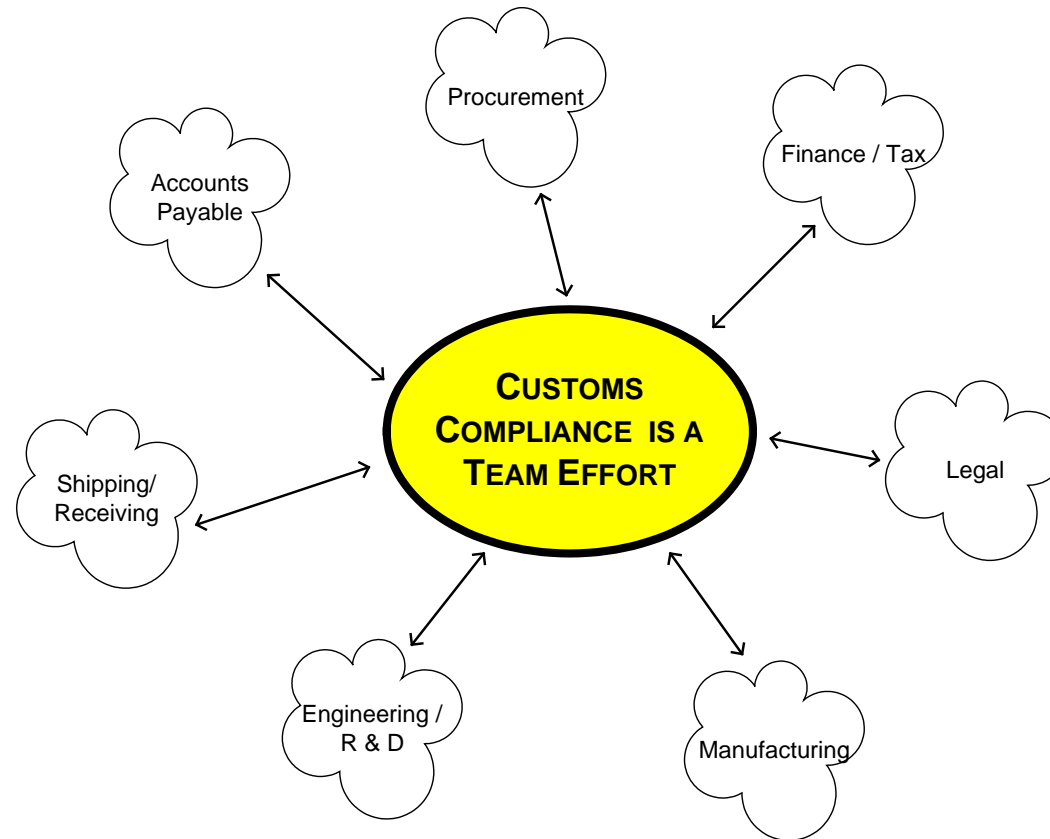 Procurement
Finance / Tax
Accounts
Payable
CUSTOMS
COMPLIANCE IS A
TEAM EFFORT
Legal
Shipping/
Receiving
Engineering /
R & D
Manufacturing